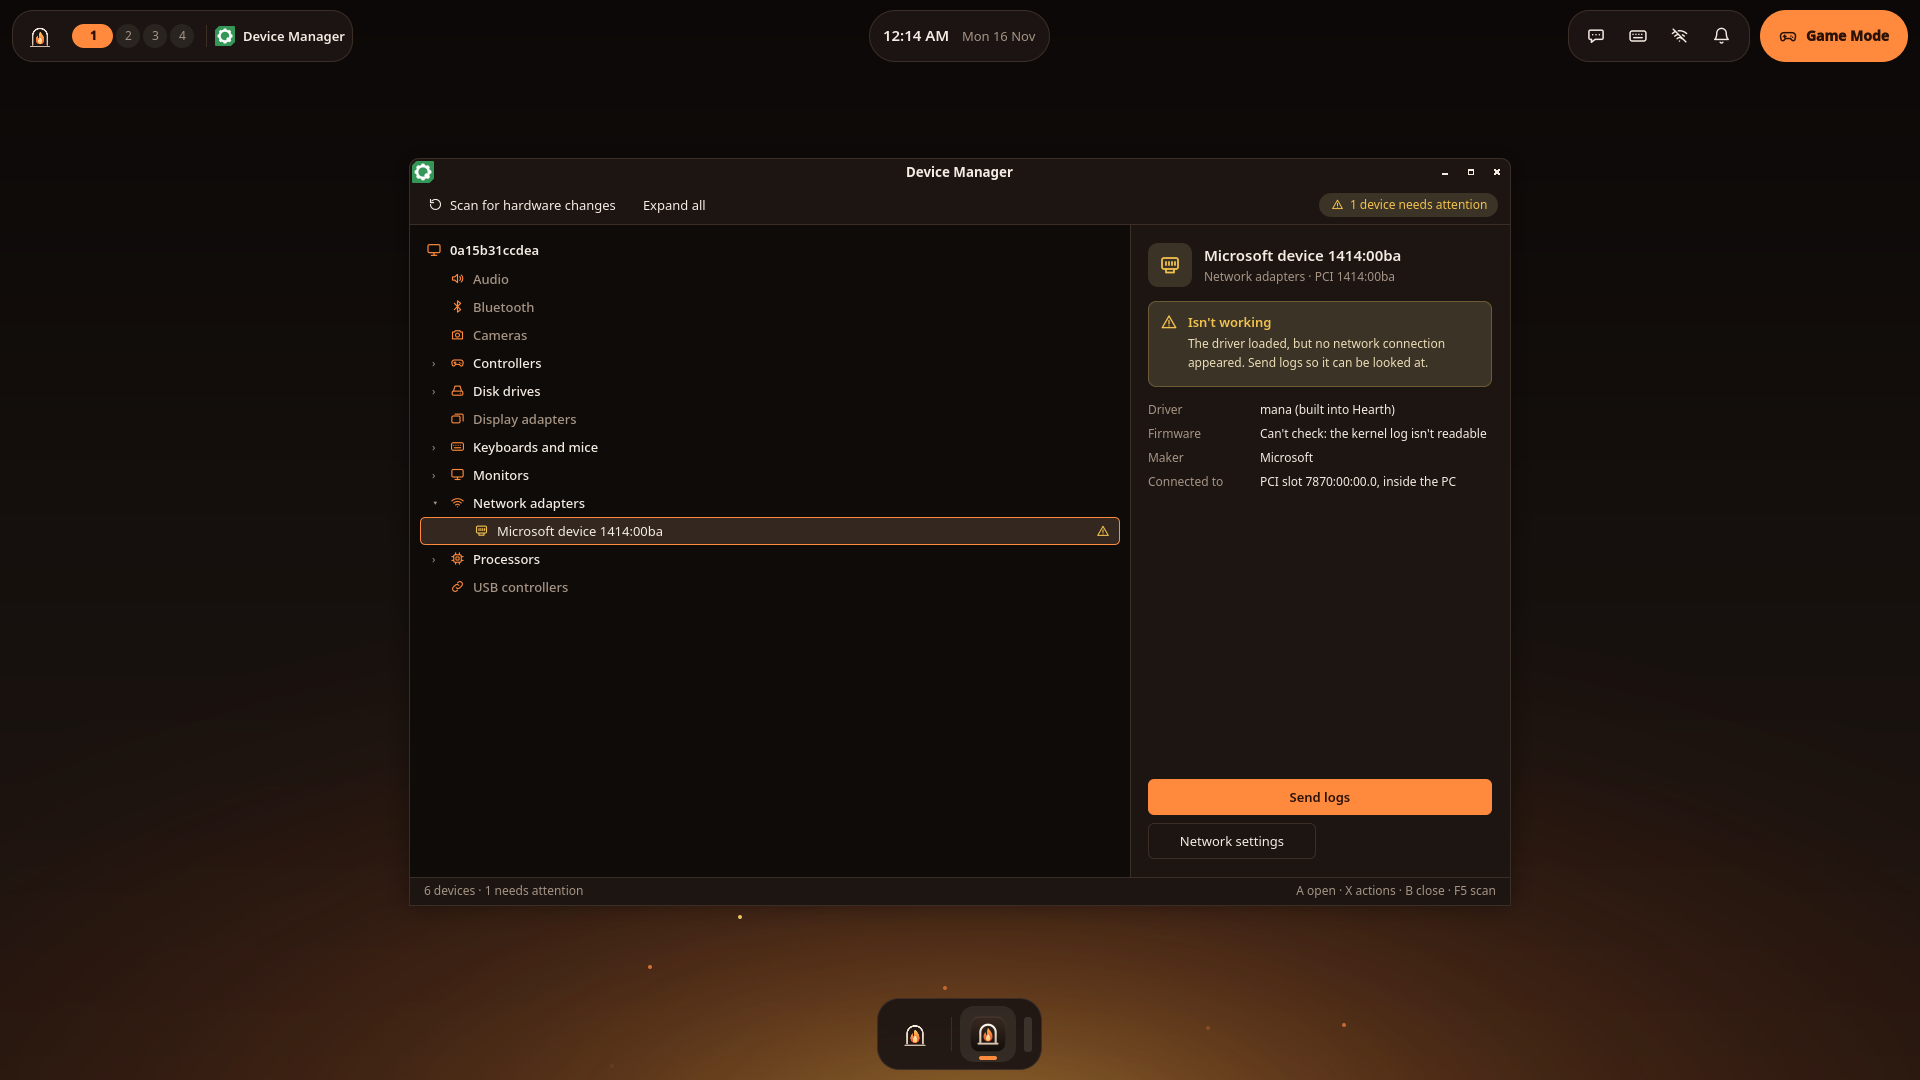 1 2 3 4 Device Manager
12:14 AM Mon 16 Nov
Game Mode
Device Manager
Scan for hardware changes Expand all
1 device needs attention
0a15b31ccdea
Audio
Bluetooth
Cameras
Controllers
Disk drives
Display adapters
Keyboards and mice
Monitors
Network adapters
Microsoft device 1414:00ba
Processors
USB controllers
Microsoft device 1414:00ba
Network adapters · PCI 1414:00ba
Isn't working
The driver loaded, but no network connection
appeared. Send logs so it can be looked at.
Driver mana (built into Hearth)
Firmware Can't check: the kernel log isn't readable
Maker Microsoft
Connected to PCI slot 7870:00:00.0, inside the PC
Send logs
Network settings
6 devices · 1 needs attention
A open · X actions · B close · F5 scan